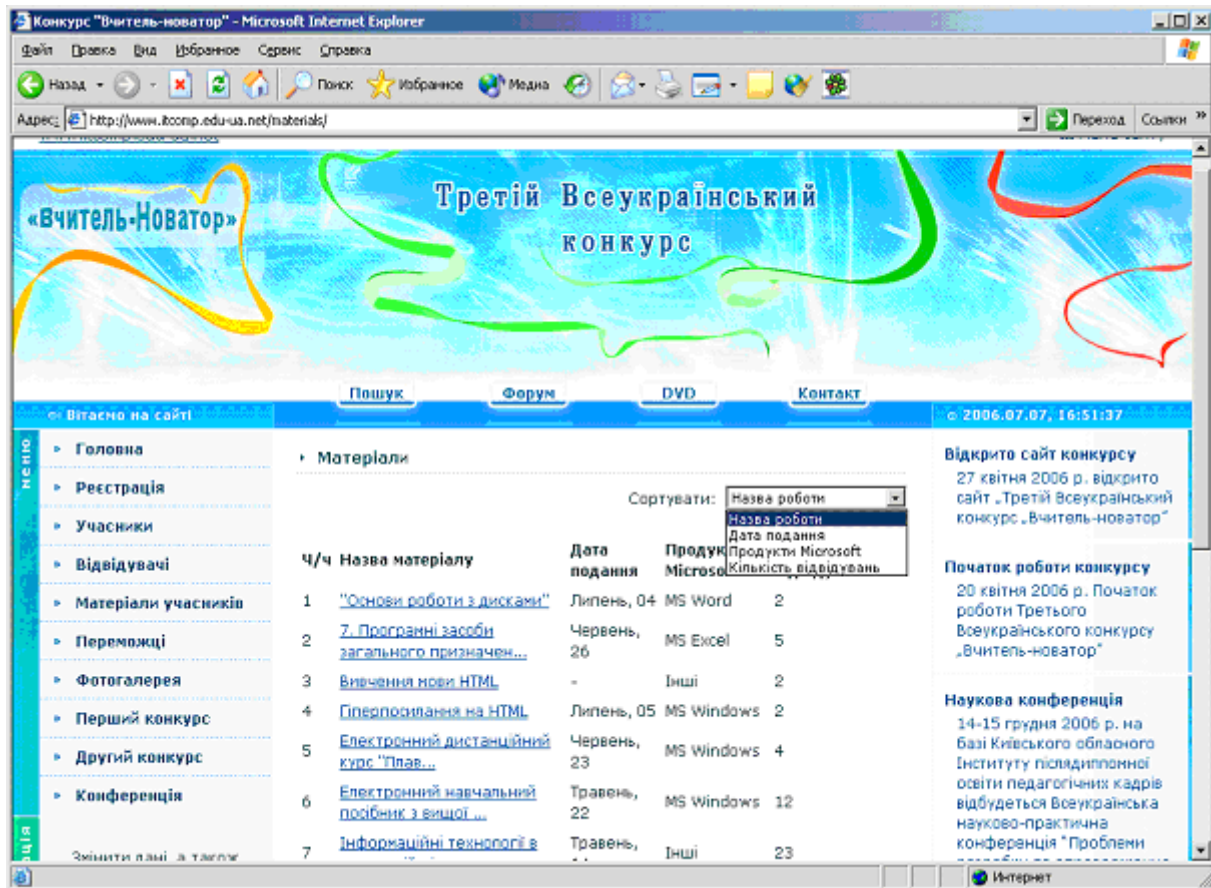 Конкурс "Вчитель-новатор" - Microsoft Internet Explorer
Файл Правка Вид Избранное Сервис Справка
Назад Поиск Избранное Медиа
Адрес: http://www.itcomp.edu-ua.net/materials/ Переход Ссылки »
«Вчитель-Новатор»
Третій Всеукраїнський
конкурс
Пошук Форум DVD Контакт
Вітаємо на сайті
2006.07.07, 16:51:37
меню
Головна
Реєстрація
Учасники
Відвідувачі
Матеріали учасників
Переможці
Фотогалерея
Перший конкурс
Другий конкурс
Конференція
Змінити дані, а також
Матеріали
Сортувати: Назва роботи
Назва роботи
Дата подання
Продукти Microsoft
Кількість відвідувань
Ч/ч Назва матеріалу Дата подання
1 "Основи роботи з дисками" Липень, 04 MS Word 2
2 7. Програмні засоби загального призначен... Червень, 26 MS Excel 5
3 Вивчення мови HTML - Інші 2
4 Гіперпосилання на HTML Липень, 05 MS Windows 2
5 Електронний дистанційний курс "Плав... Червень, 23 MS Windows 4
6 Електронний навчальний посібник з вищої ... Травень, 22 MS Windows 12
7 Інформаційні технології в Травень, Інші 23
Відкрито сайт конкурсу
27 квітня 2006 р. відкрито
сайт „Третій Всеукраїнський
конкурс „Вчитель-новатор"
Початок роботи конкурсу
20 квітня 2006 р. Початок
роботи Третього
Всеукраїнського конкурсу
„Вчитель-новатор"
Наукова конференція
14-15 грудня 2006 р. на
базі Київського обласного
Інституту післядипломної
освіти педагогічних кадрів
відбудеться Всеукраїнська
науково-практична
конференція "Проблеми
Интернет